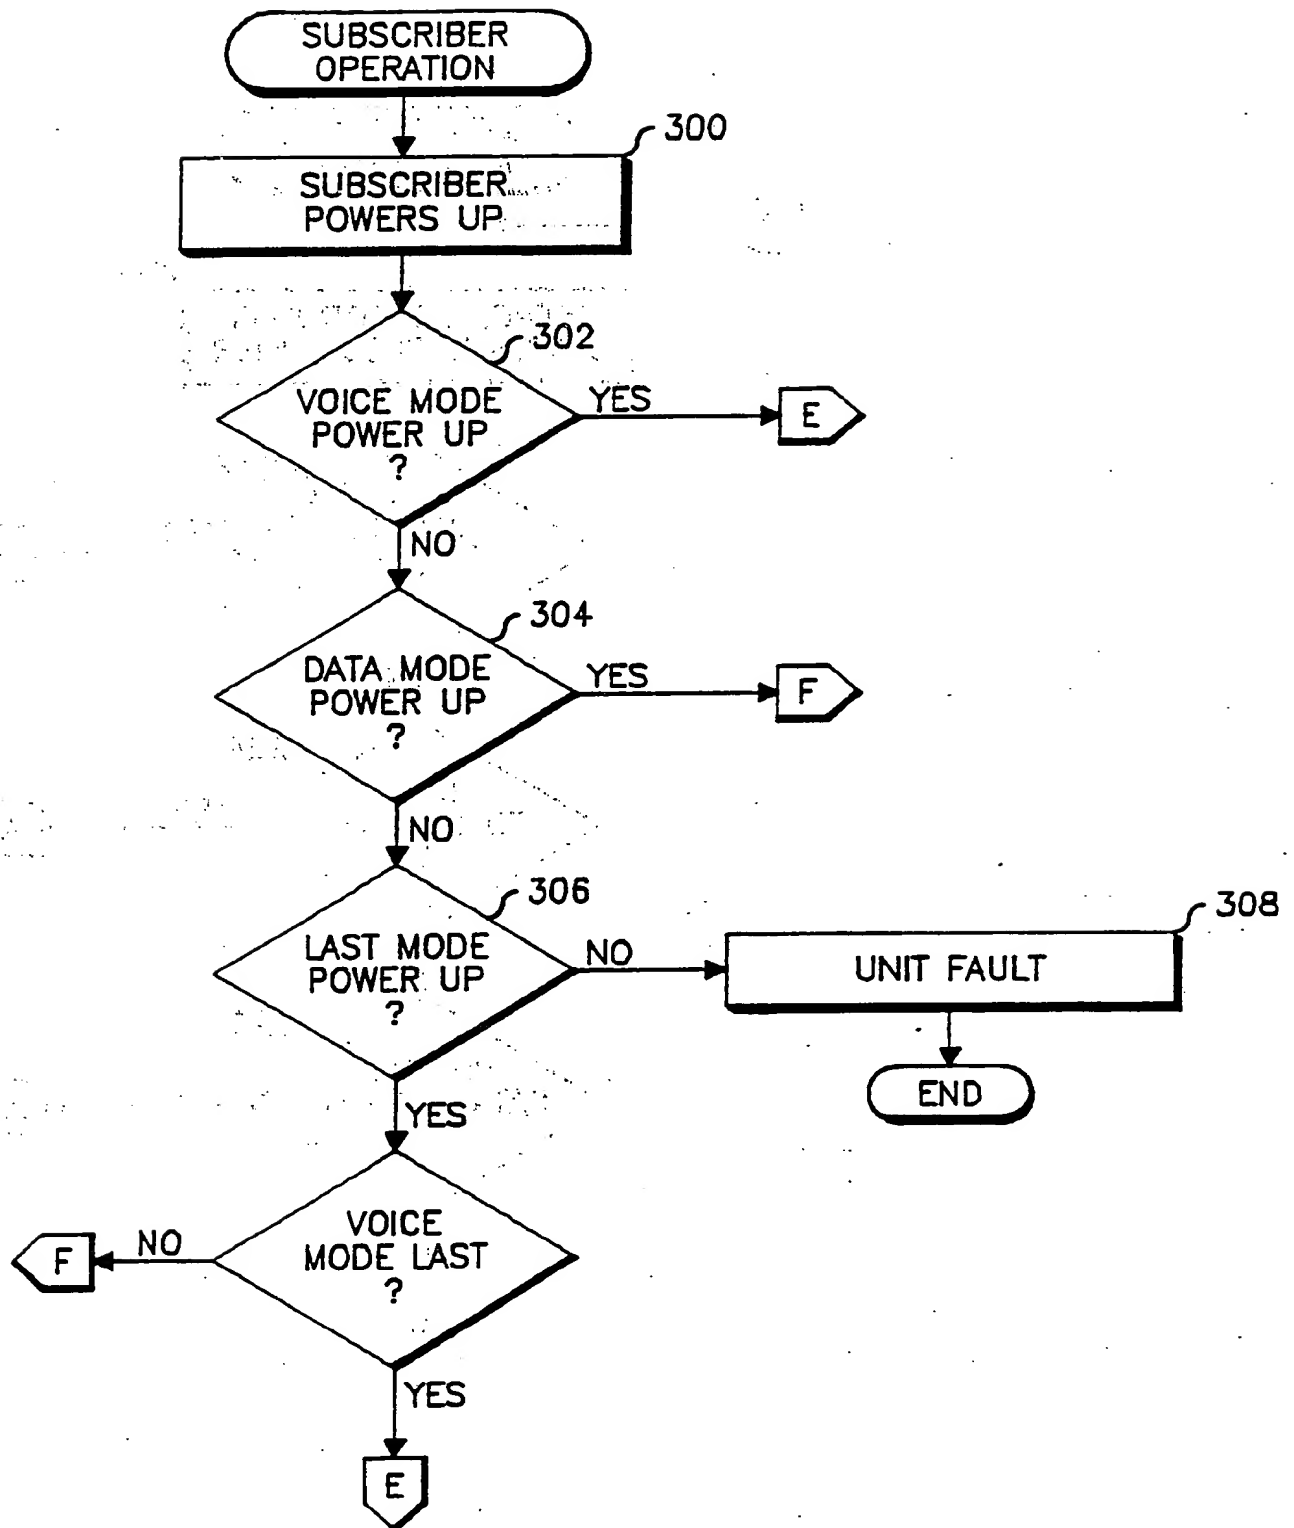 SUBSCRIBER
OPERATION
300
SUBSCRIBER
POWERS UP
302
VOICE MODE
POWER UP
?
YES
E
NO
304
DATA MODE
POWER UP
?
YES
F
NO
306
LAST MODE
POWER UP
?
NO
308
UNIT FAULT
END
YES
VOICE
MODE LAST
?
NO
F
YES
E